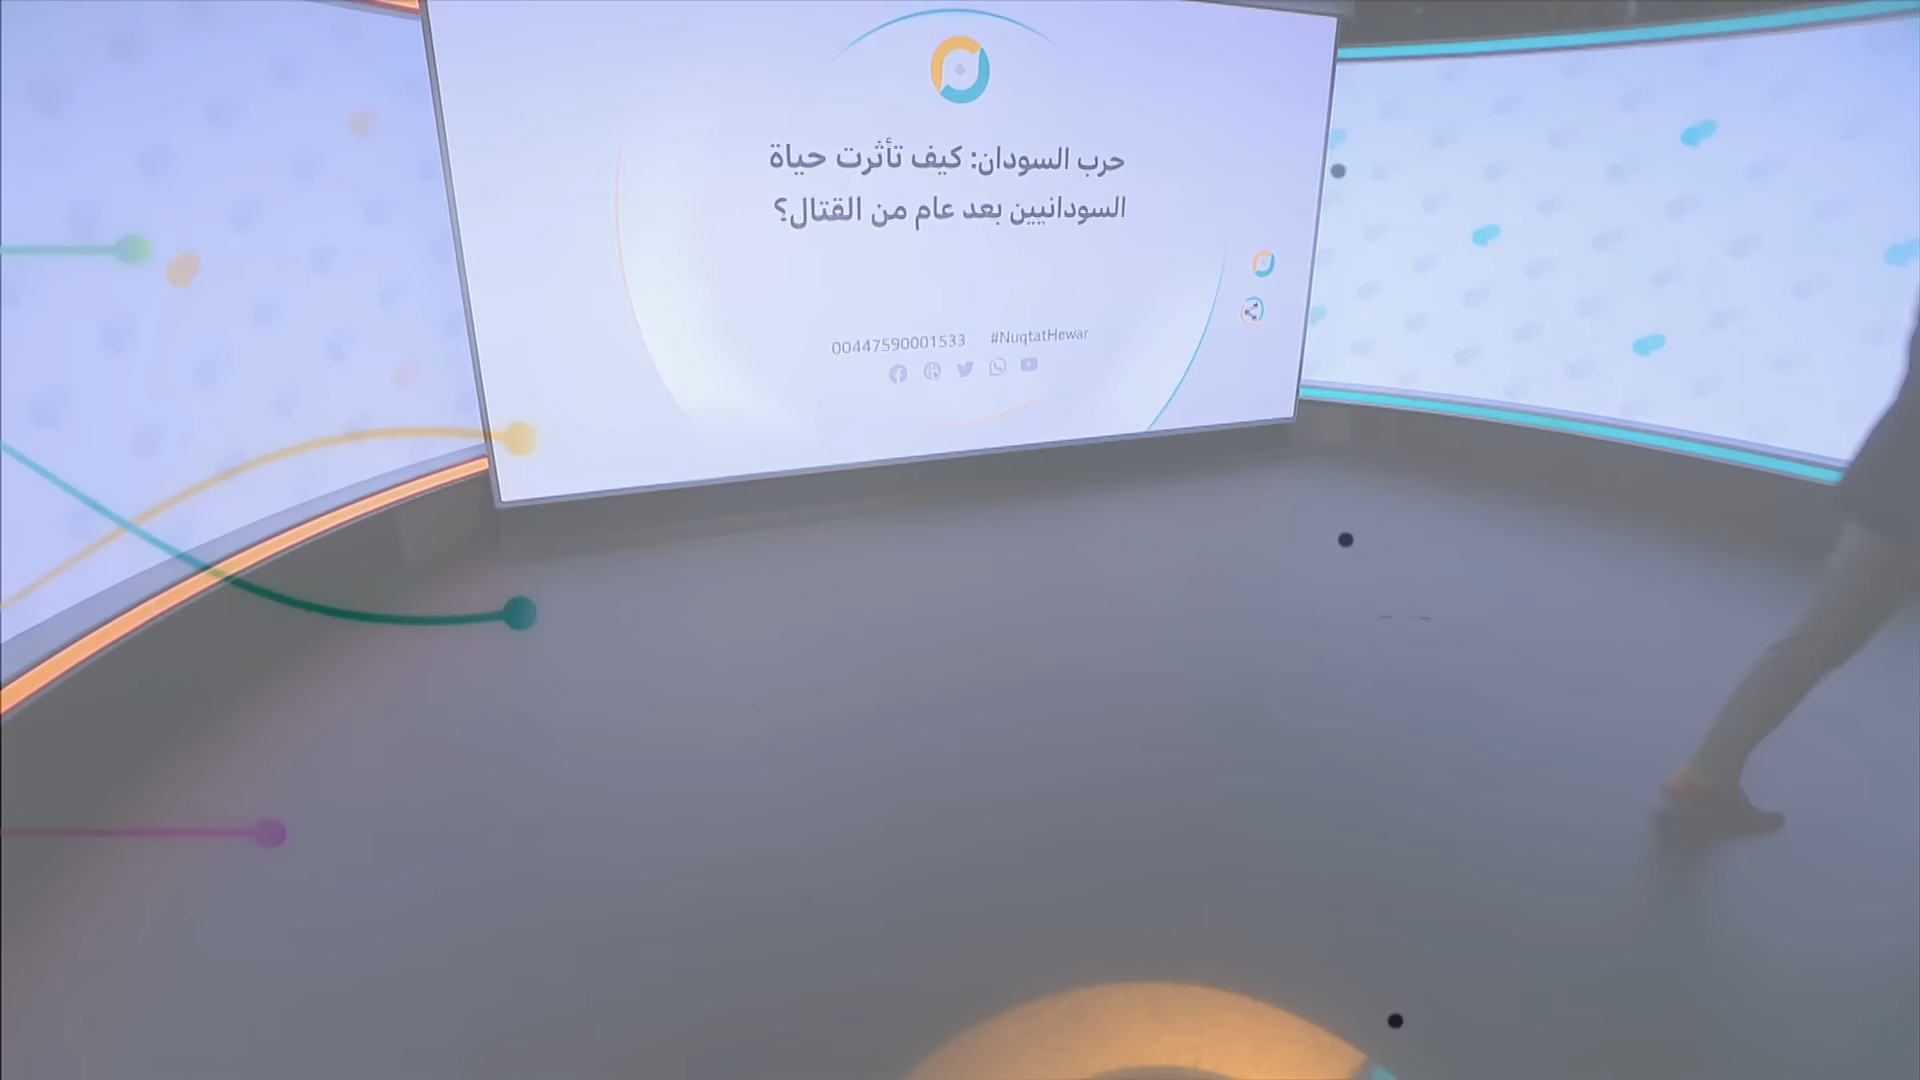 حرب السودان: كيف تأثرت حياة
السودانيين بعد عام من القتال؟
00447590001533 #NuqtatHewar